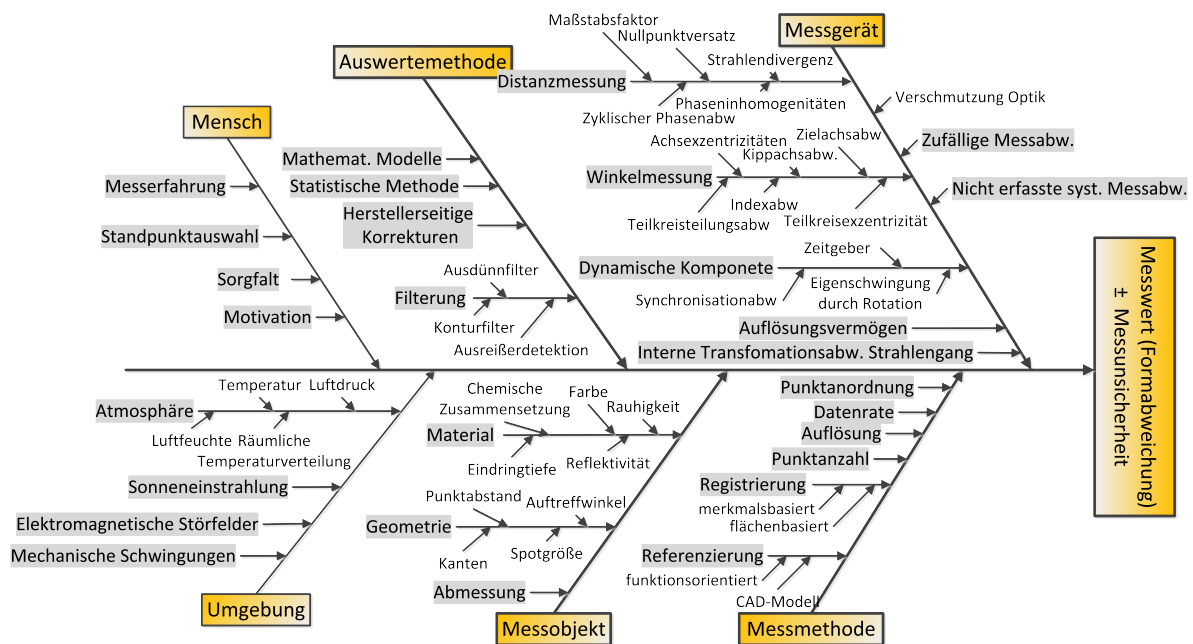 Messgerät
Maßstabsfaktor
Nullpunktversatz
Strahlendivergenz
Distanzmessung
Phaseninhomogenitäten
Zyklischer Phasenabw
Verschmutzung Optik
Zufällige Messabw.
Achsexzentrizitäten
Zielachsabw
Kippachsabw.
Winkelmessung
Indexabw
Teilkreisteilungsabw
Teilkreisexzentrizität
Nicht erfasste syst. Messabw.
Zeitgeber
Dynamische Komponete
Synchronisationabw
Eigenschwingung
durch Rotation
Auflösungsvermögen
Interne Transfomationsabw. Strahlengang
Auswertemethode
Mathemat. Modelle
Statistische Methode
Herstellerseitige
Korrekturen
Ausdünnfilter
Filterung
Konturfilter
Ausreißerdetektion
Mensch
Messerfahrung
Standpunktauswahl
Sorgfalt
Motivation
Messwert (Formabweichung)
± Messunsicherheit
Temperatur
Luftdruck
Atmosphäre
Luftfeuchte
Räumliche
Temperaturverteilung
Sonneneinstrahlung
Elektromagnetische Störfelder
Mechanische Schwingungen
Umgebung
Chemische
Zusammensetzung
Farbe
Rauhigkeit
Material
Eindringtiefe
Reflektivität
Punktabstand
Auftreffwinkel
Geometrie
Kanten
Spotgröße
Abmessung
Messobjekt
Punktanordnung
Datenrate
Auflösung
Punktanzahl
Registrierung
merkmalsbasiert
flächenbasiert
Referenzierung
funktionsorientiert
CAD-Modell
Messmethode